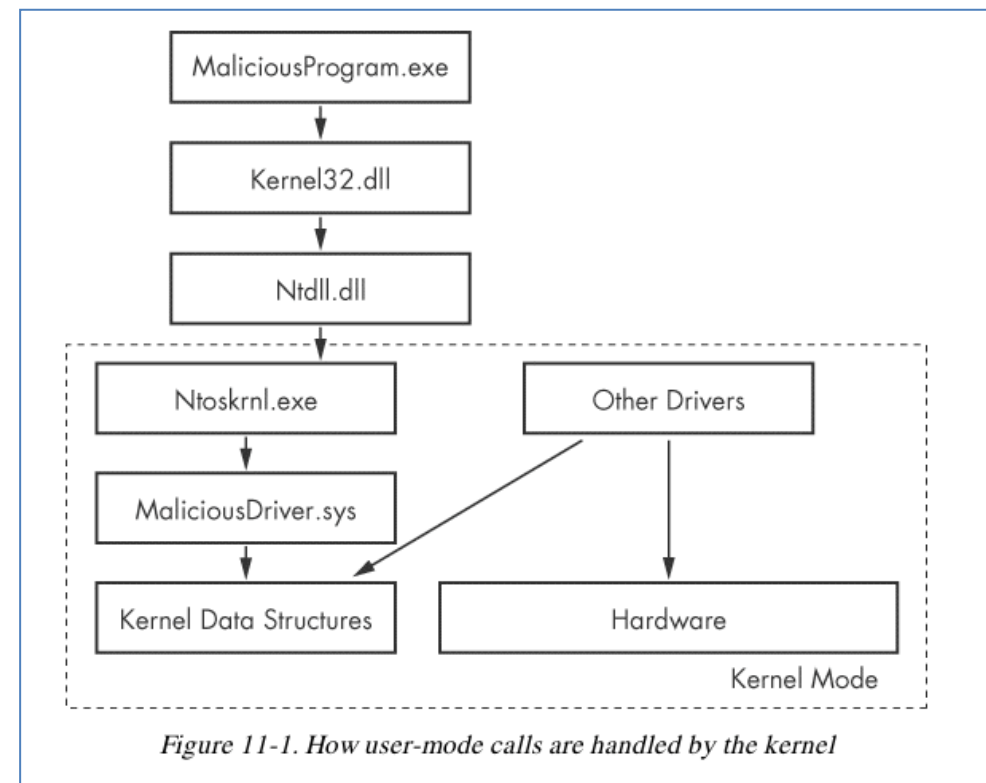 MaliciousProgram.exe
Kernel32.dll
Ntdll.dll
Ntoskrnl.exe
Other Drivers
MaliciousDriver.sys
Kernel Data Structures
Hardware
Kernel Mode
Figure 11-1. How user-mode calls are handled by the kernel